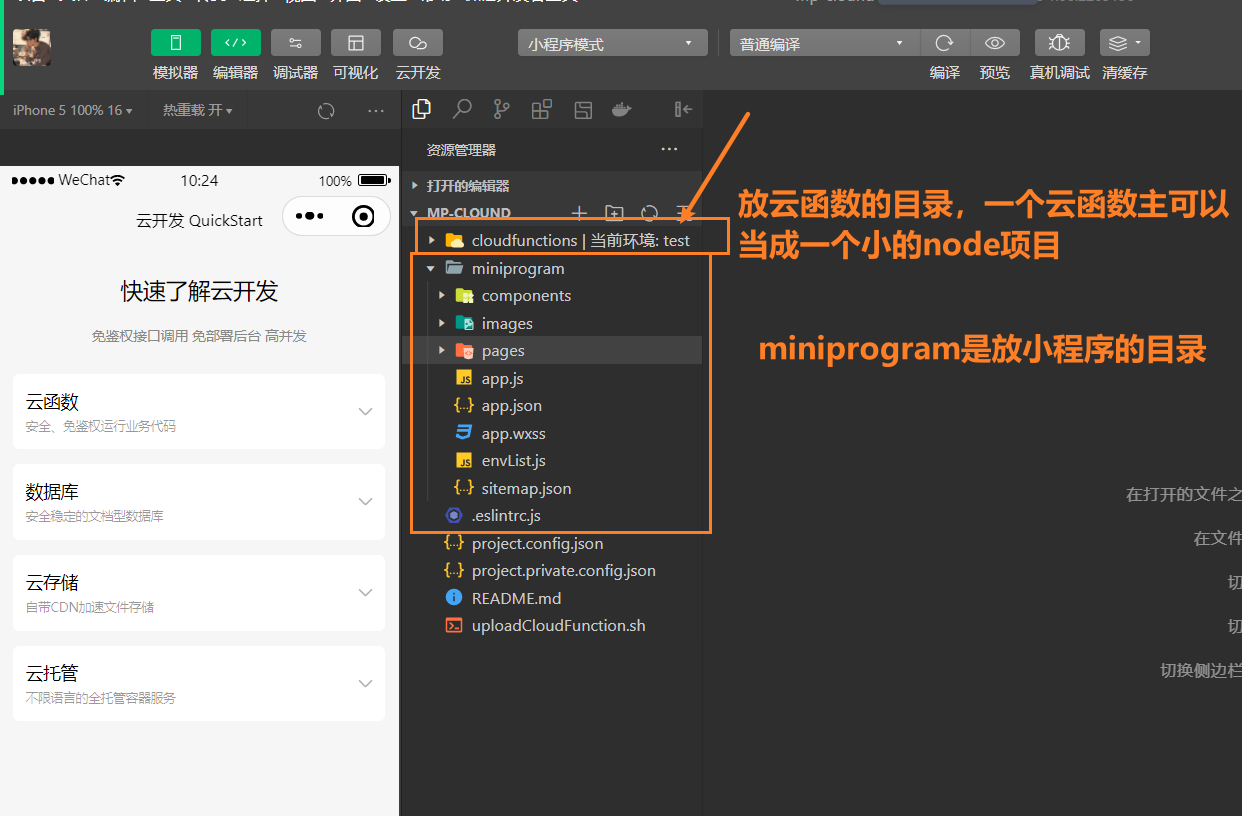 模拟器 编辑器 调试器 可视化 云开发
小程序模式
普通编译
编译 预览 真机调试 清缓存
iPhone 5 100% 16
热重载 开
WeChat
10:24
100%
云开发 QuickStart
快速了解云开发
免鉴权接口调用 免部署后台 高并发
云函数
安全、免鉴权运行业务代码
数据库
安全稳定的文档型数据库
云存储
自带CDN加速文件存储
云托管
不限语言的全托管容器服务
资源管理器
打开的编辑器
MP-CLOUND
cloudfunctions | 当前环境: test
miniprogram
components
images
pages
app.js
app.json
app.wxss
envList.js
sitemap.json
.eslintrc.js
project.config.json
project.private.config.json
README.md
uploadCloudFunction.sh
放云函数的目录，一个云函数主可以
当成一个小的node项目
miniprogram是放小程序的目录
在打开的文件之
在文件
切
切
切换侧边栏